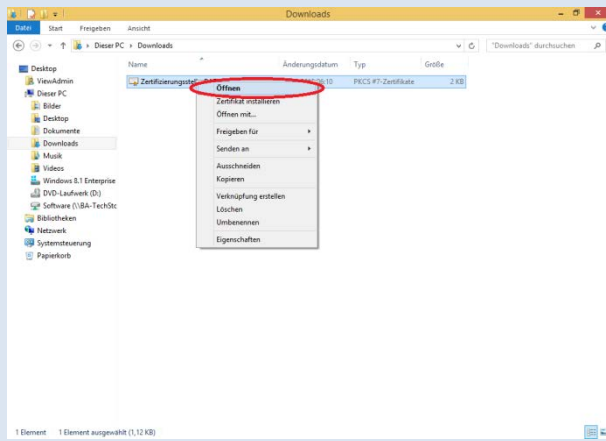 Downloads
Datei Start Freigeben Ansicht
Dieser PC Downloads "Downloads" durchsuchen
Name Änderungsdatum Typ Größe
PKCS #7-Zertifikate 2 KB
Desktop
ViewAdmin
Dieser PC
Bilder
Desktop
Dokumente
Downloads
Musik
Videos
Windows 8.1 Enterprise
DVD-Laufwerk (D:)
Software (\\BA-TechStc
Bibliotheken
Netzwerk
Systemsteuerung
Papierkorb
Öffnen
Zertifikat installieren
Öffnen mit...
Freigeben für
Senden an
Ausschneiden
Kopieren
Verknüpfung erstellen
Löschen
Umbenennen
Eigenschaften
1 Element 1 Element ausgewählt (1,12 KB)